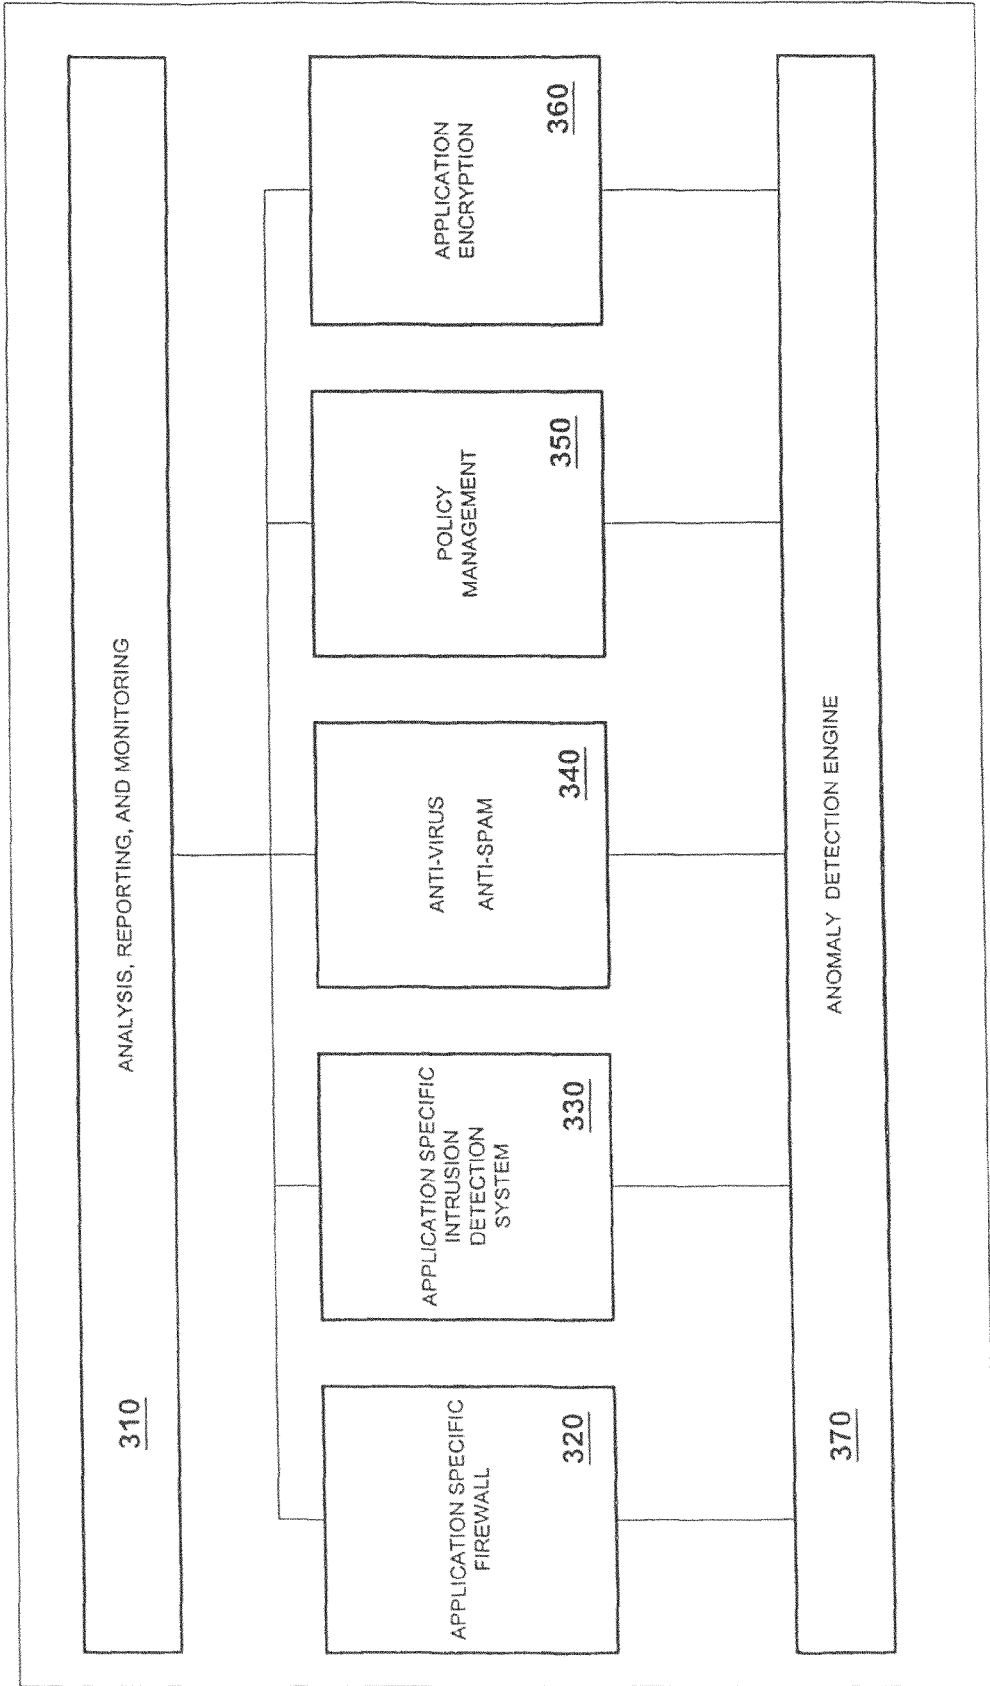 ANALYSIS, REPORTING, AND MONITORING
310
APPLICATION SPECIFIC
FIREWALL
320
APPLICATION SPECIFIC
INTRUSION
DETECTION
SYSTEM
330
ANTI-VIRUS
ANTI-SPAM
340
POLICY
MANAGEMENT
350
APPLICATION
ENCRYPTION
360
ANOMALY DETECTION ENGINE
370